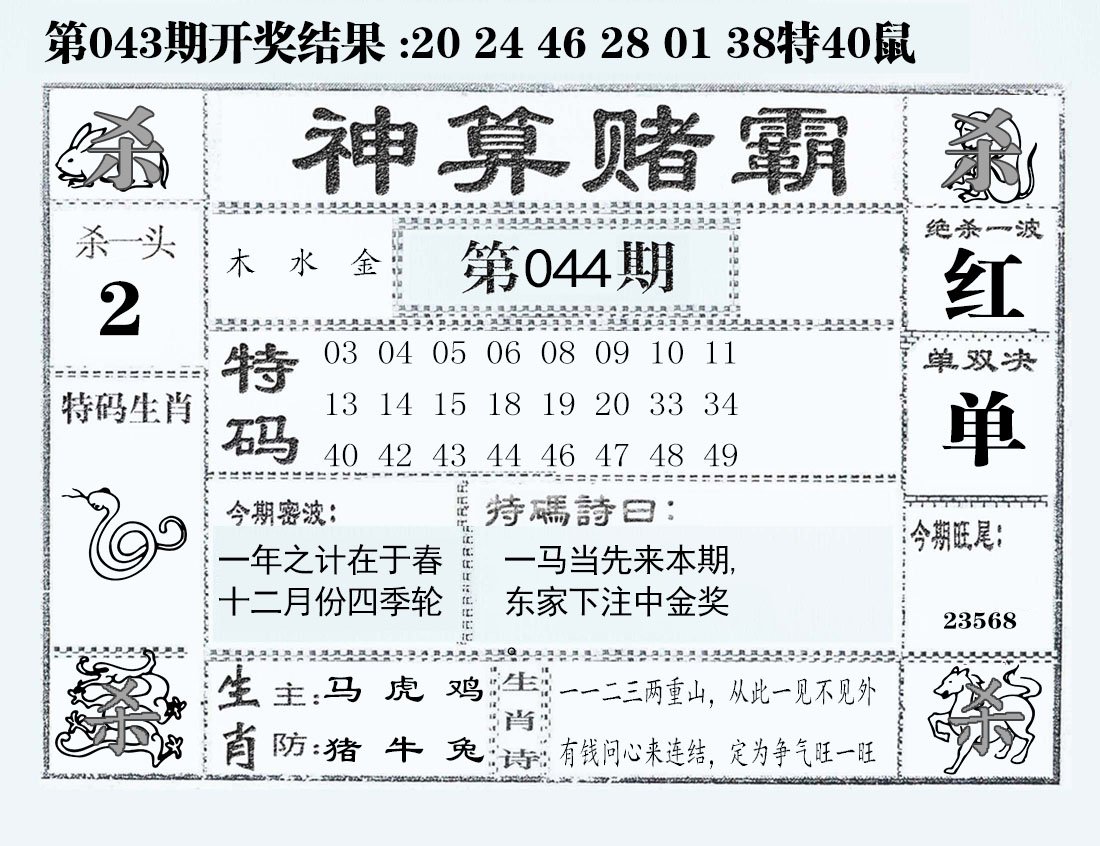 第043期开奖结果 :20 24 46 28 01 38特40鼠
杀
神算赌霸
杀
杀一头
2
木 水 金
第044期
绝杀一波
红
特码
03 04 05 06 08 09 10 11
13 14 15 18 19 20 33 34
40 42 43 44 46 47 48 49
单双决
单
特码生肖
今期密波：
一年之计在于春
十二月份四季轮
特碼詩曰：
一马当先来本期,
东家下注中金奖
今期旺尾：
23568
杀
生肖
主:马 虎 鸡
防:猪 牛 兔
生肖诗
一一二三两重山，从此一见不见外
有钱问心来连结，定为争气旺一旺
杀